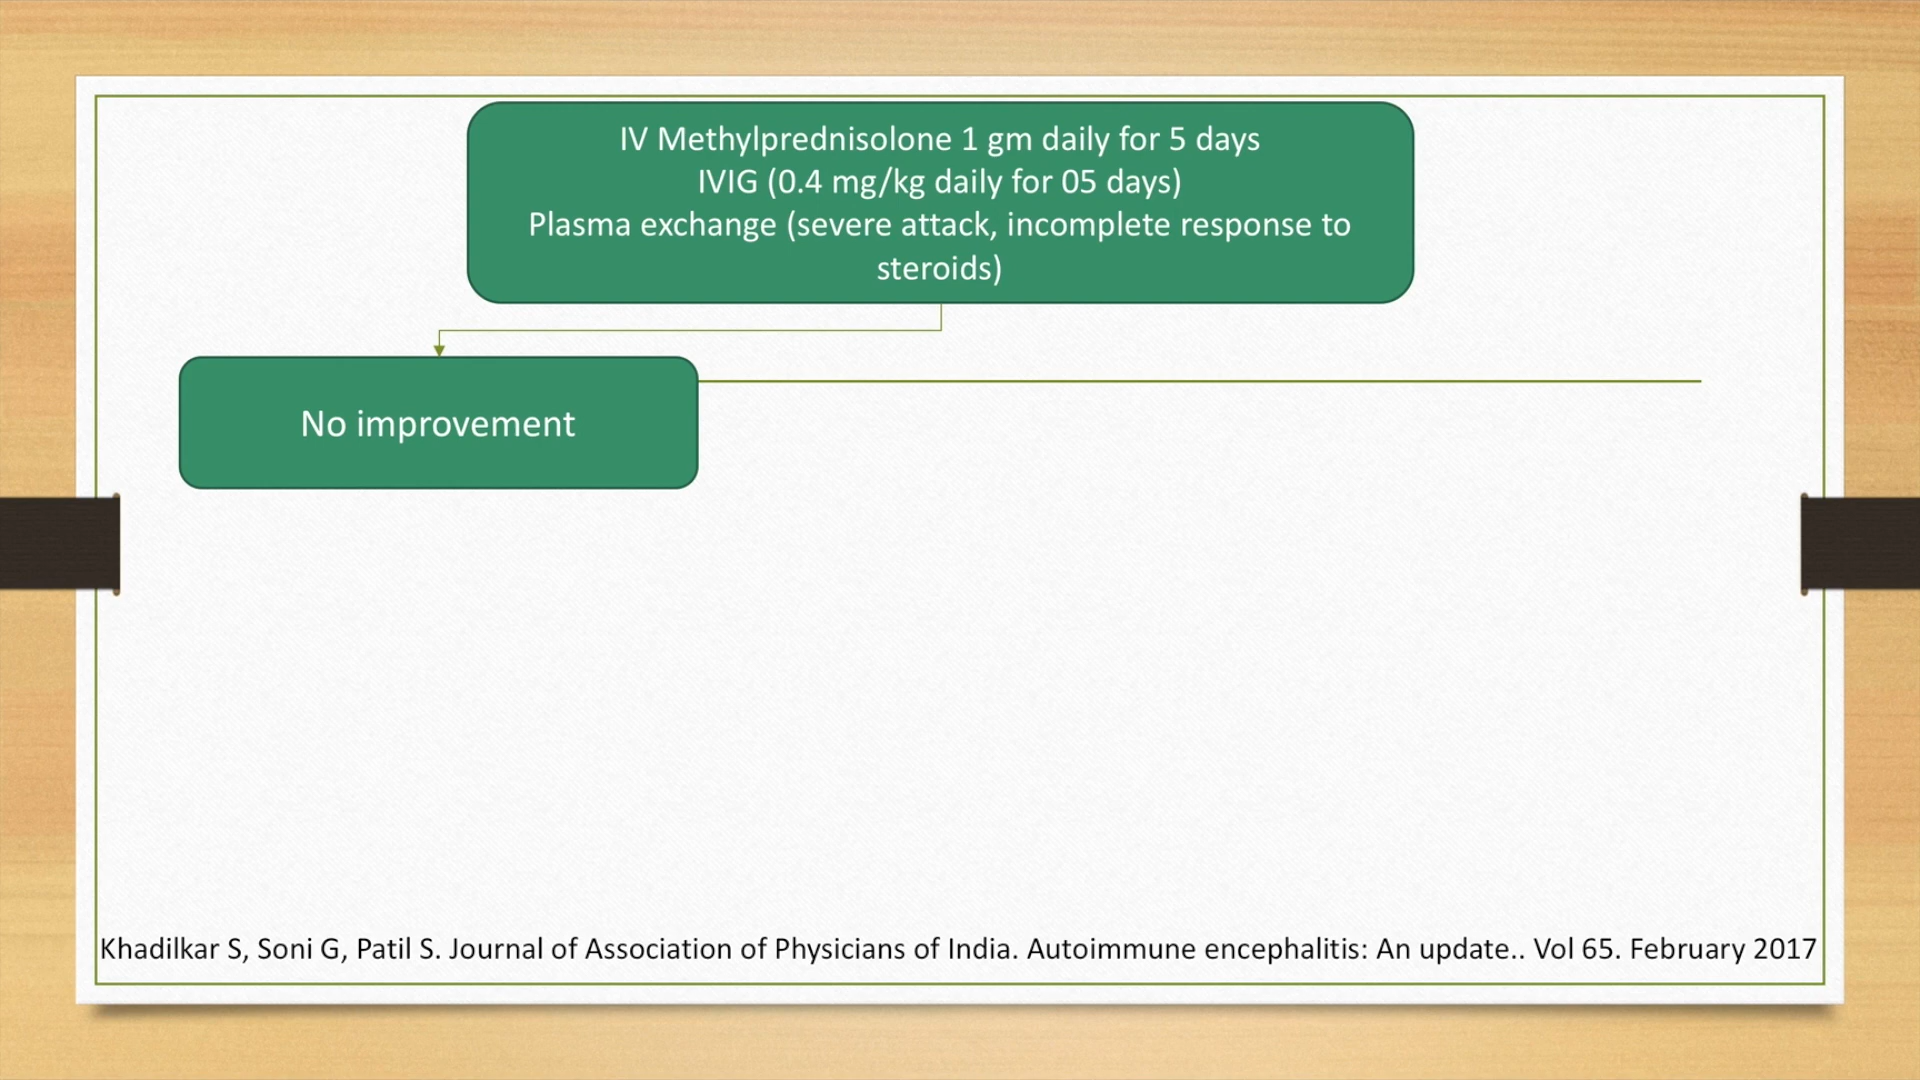 IV Methylprednisolone 1 gm daily for 5 days
IVIG (0.4 mg/kg daily for 05 days)
Plasma exchange (severe attack, incomplete response to
steroids)
No improvement
Khadilkar S, Soni G, Patil S. Journal of Association of Physicians of India. Autoimmune encephalitis: An update.. Vol 65. February 2017